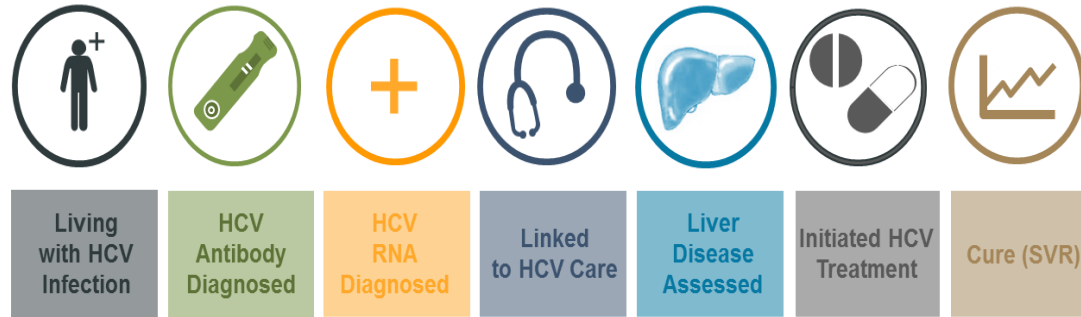 Living
with HCV
Infection
HCV
Antibody
Diagnosed
HCV
RNA
Diagnosed
Linked
to HCV Care
Liver
Disease
Assessed
Initiated HCV
Treatment
Cure (SVR)